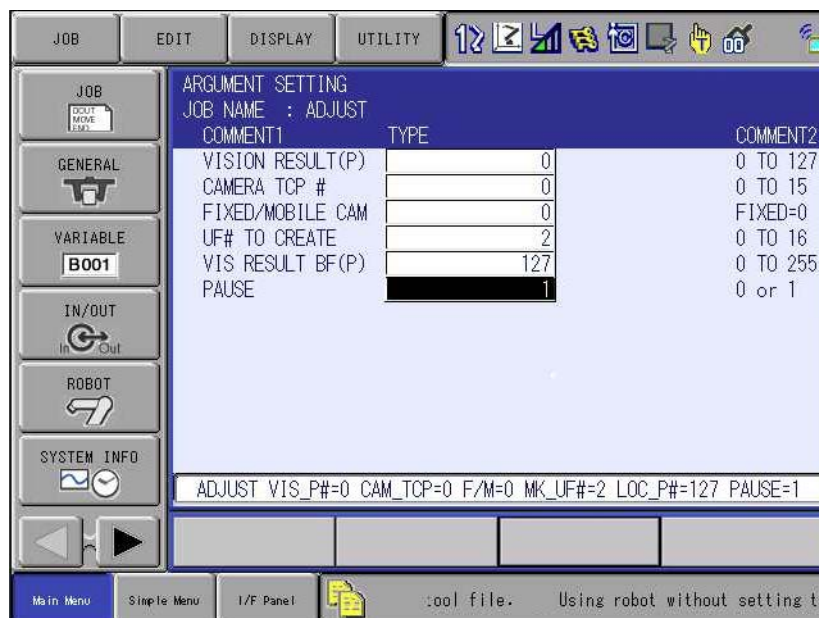 JOB EDIT DISPLAY UTILITY
JOB
DOUT
MOVE
END
GENERAL
VARIABLE
B001
IN/OUT
In Out
ROBOT
SYSTEM INFO
ARGUMENT SETTING
JOB NAME : ADJUST
COMMENT1 TYPE COMMENT2
VISION RESULT(P) 0 0 TO 127
CAMERA TCP # 0 0 TO 15
FIXED/MOBILE CAM 0 FIXED=0
UF# TO CREATE 2 0 TO 16
VIS RESULT BF(P) 127 0 TO 255
PAUSE 1 0 or 1
ADJUST VIS_P#=0 CAM_TCP=0 F/M=0 MK_UF#=2 LOC_P#=127 PAUSE=1
Main Menu Simple Menu I/F Panel ool file. Using robot without setting t